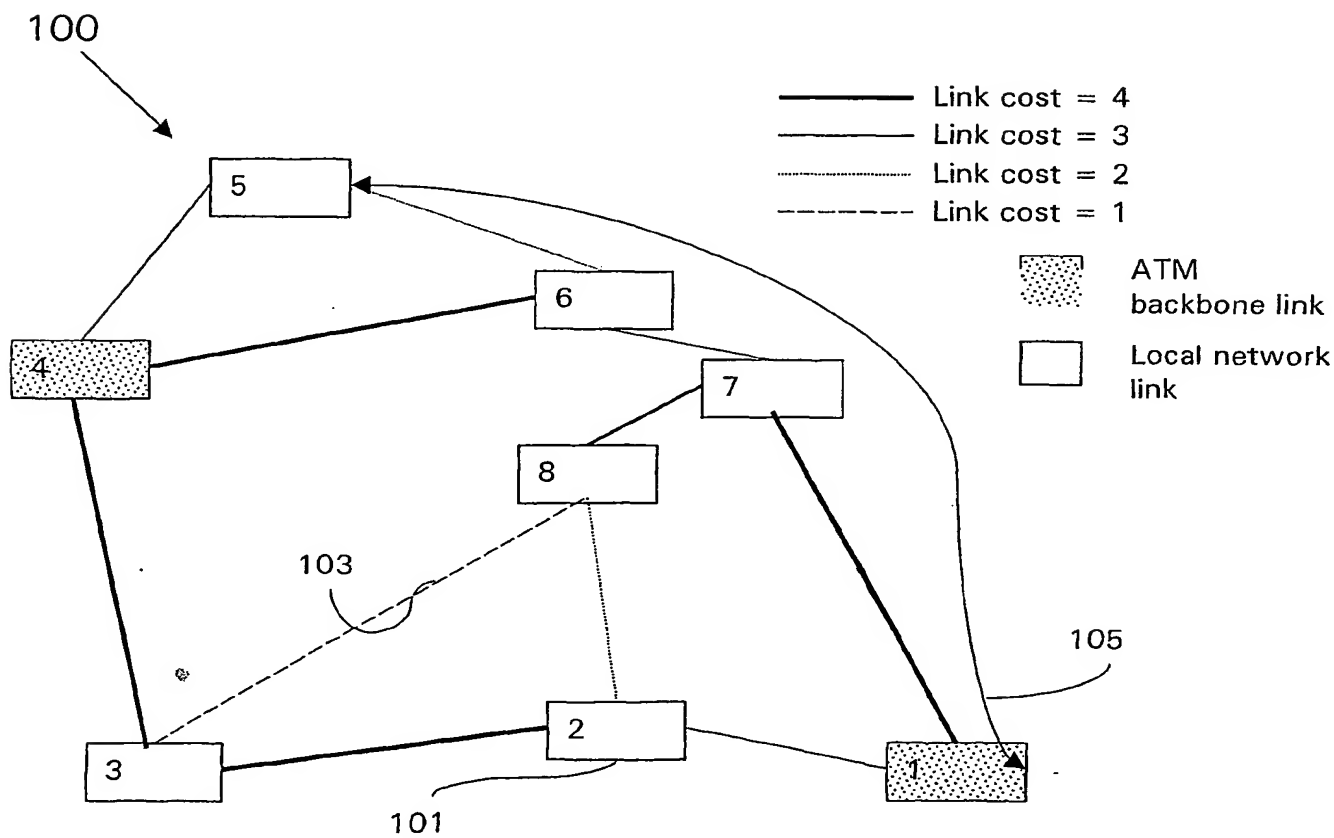 100
Link cost = 4
Link cost = 3
Link cost = 2
Link cost = 1
5
ATM
backbone link
6
4
Local network
link
7
8
103
105
2
3
1
101